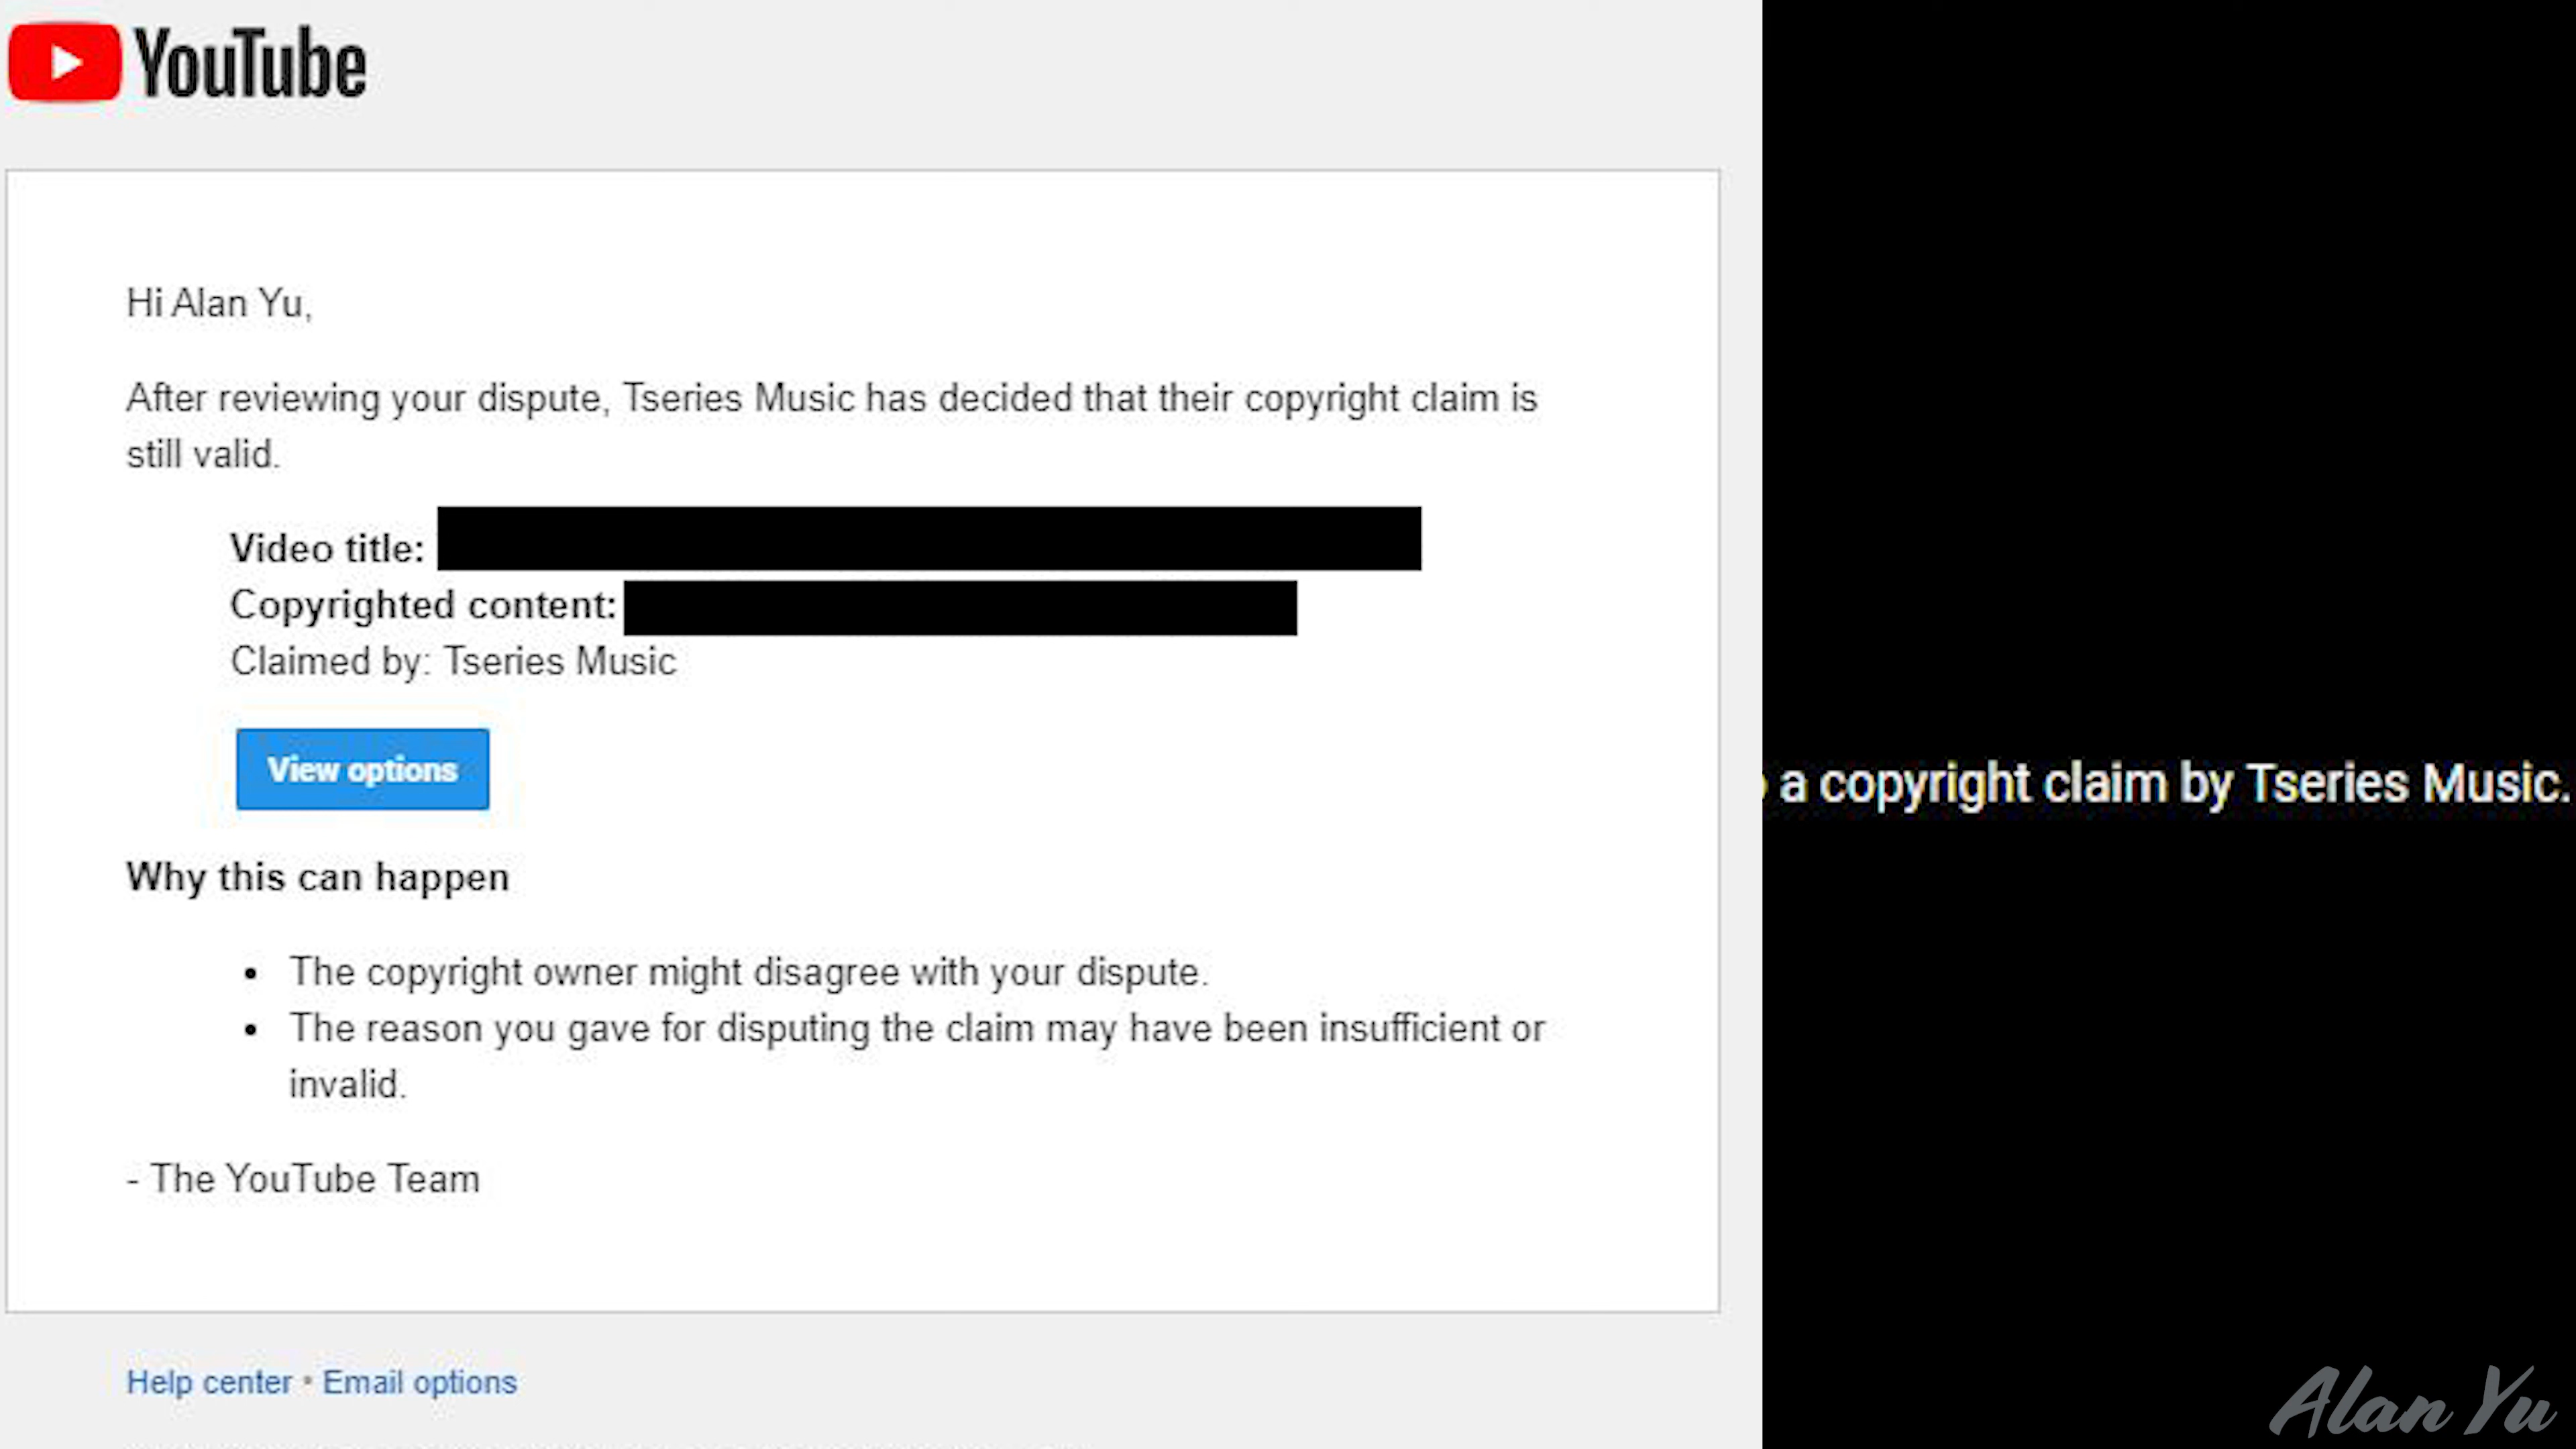 YouTube
Hi Alan Yu,
After reviewing your dispute, Tseries Music has decided that their copyright claim is
still valid.
Video title:
Copyrighted content:
Claimed by: Tseries Music
View options
a copyright claim by Tseries Music.
Why this can happen
• The copyright owner might disagree with your dispute.
• The reason you gave for disputing the claim may have been insufficient or
invalid.
- The YouTube Team
Help center • Email options
Alan Yu